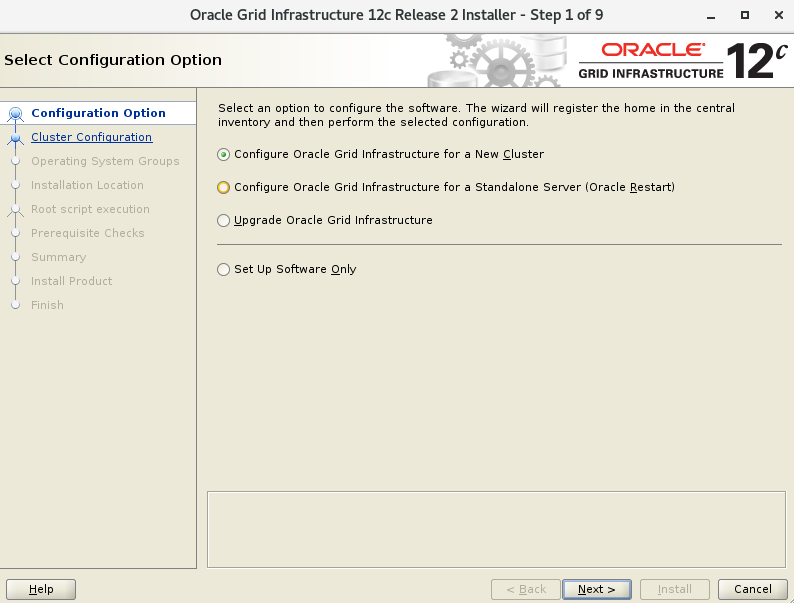 Oracle Grid Infrastructure 12c Release 2 Installer - Step 1 of 9
Select Configuration Option
ORACLE
GRID INFRASTRUCTURE
12c
Configuration Option
Cluster Configuration
Operating System Groups
Installation Location
Root script execution
Prerequisite Checks
Summary
Install Product
Finish
Select an option to configure the software. The wizard will register the home in the central
inventory and then perform the selected configuration.
Configure Oracle Grid Infrastructure for a New Cluster
Configure Oracle Grid Infrastructure for a Standalone Server (Oracle Restart)
Upgrade Oracle Grid Infrastructure
Set Up Software Only
Help
< Back
Next >
Install
Cancel